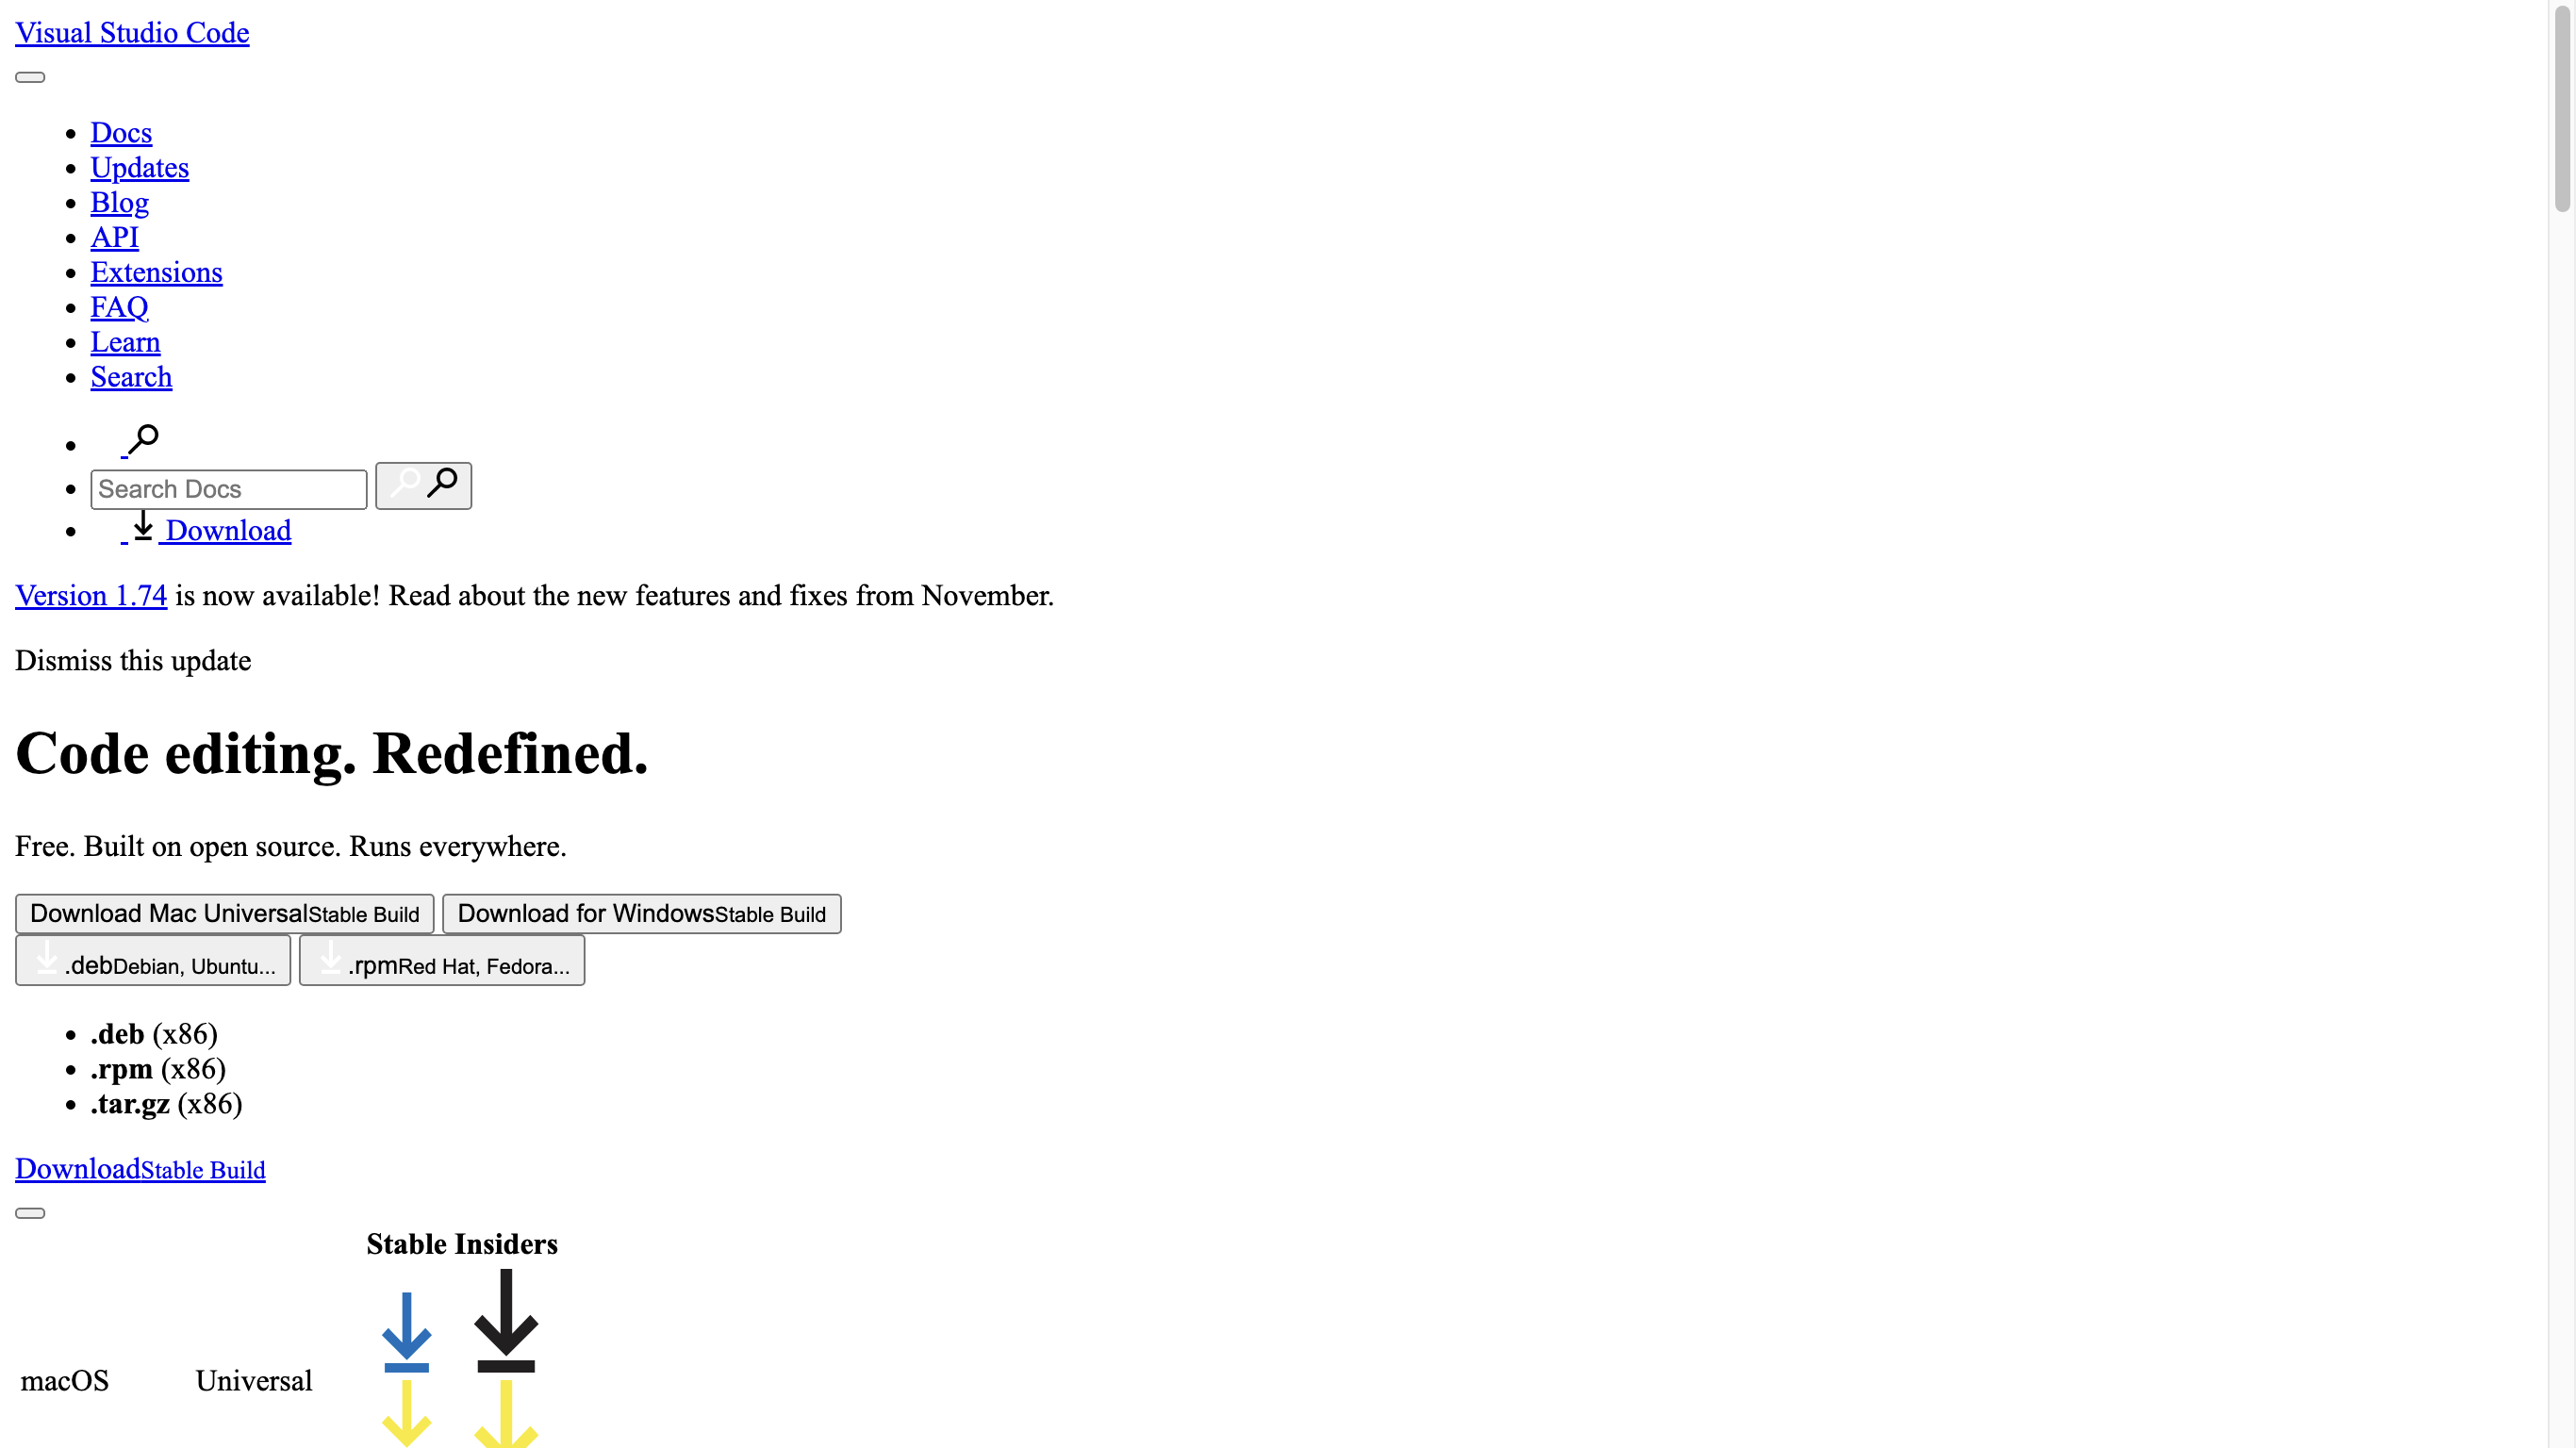 Visual Studio Code
Docs
Updates
Blog
API
Extensions
FAQ
Learn
Search
Search Docs
Download
Version 1.74 is now available! Read about the new features and fixes from November.
Dismiss this update
Code editing. Redefined.
Free. Built on open source. Runs everywhere.
Download Mac UniversalStable Build Download for WindowsStable Build
.debDebian, Ubuntu... .rpmRed Hat, Fedora...
.deb (x86)
.rpm (x86)
.tar.gz (x86)
DownloadStable Build
Stable Insiders
macOS Universal